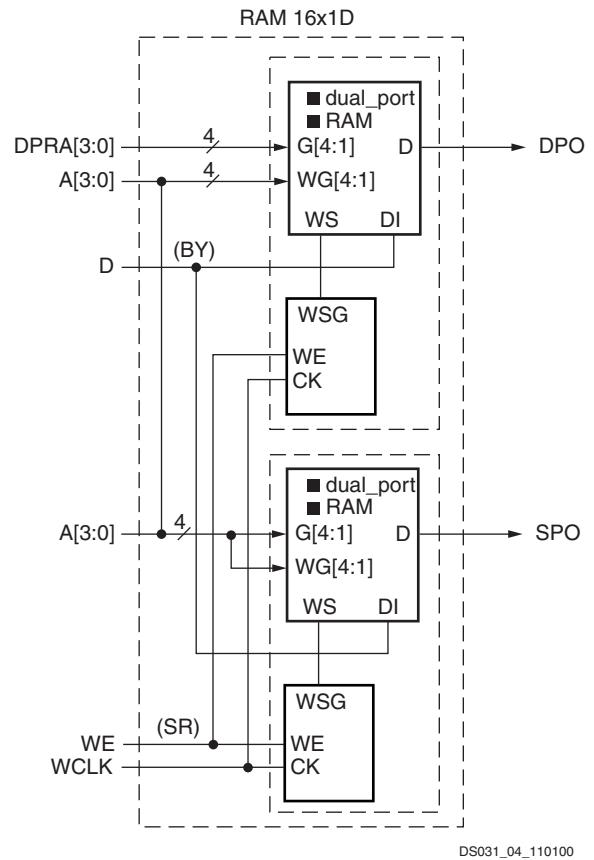 RAM 16x1D
dual_port
RAM
DPRA[3:0]
4
G[4:1]
D
DPO
A[3:0]
4
WG[4:1]
WS
DI
D
(BY)
WSG
WE
CK
dual_port
RAM
A[3:0]
4
G[4:1]
D
SPO
WG[4:1]
WS
DI
WSG
WE
(SR)
WE
WCLK
CK
DS031_04_110100